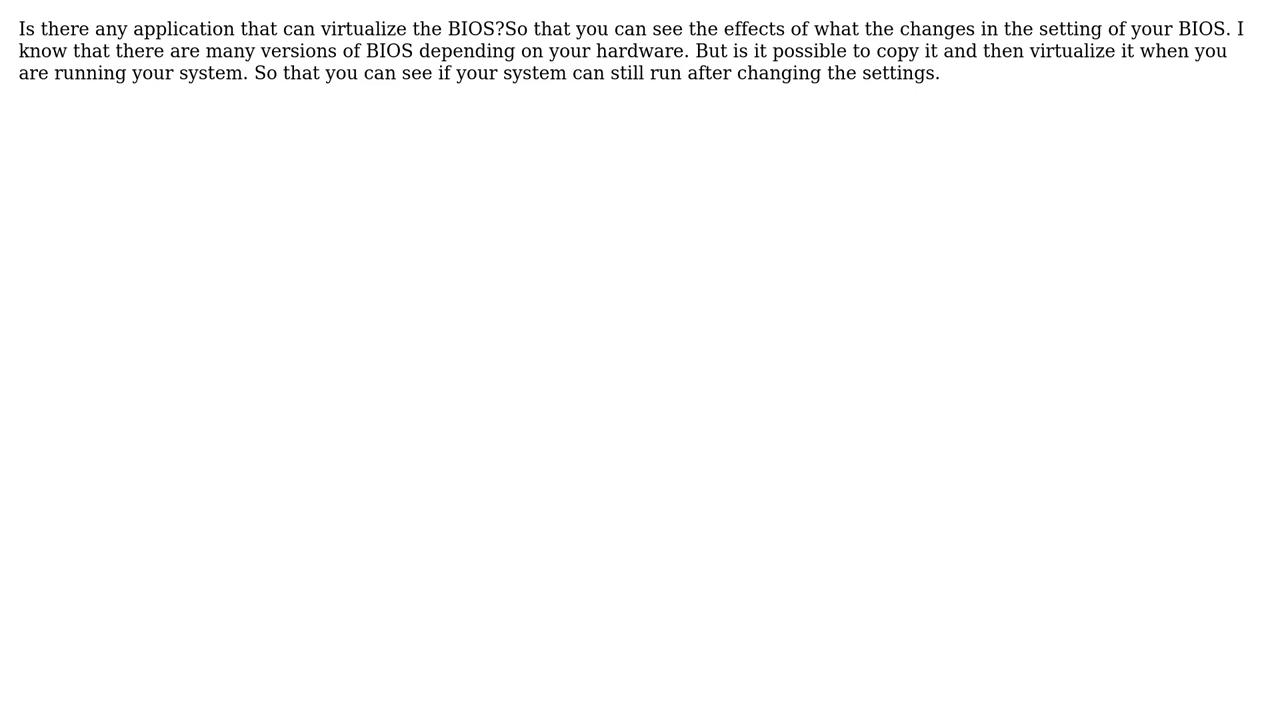 Is there any application that can virtualize the BIOS?So that you can see the effects of what the changes in the setting of your BIOS. I
know that there are many versions of BIOS depending on your hardware. But is it possible to copy it and then virtualize it when you
are running your system. So that you can see if your system can still run after changing the settings.